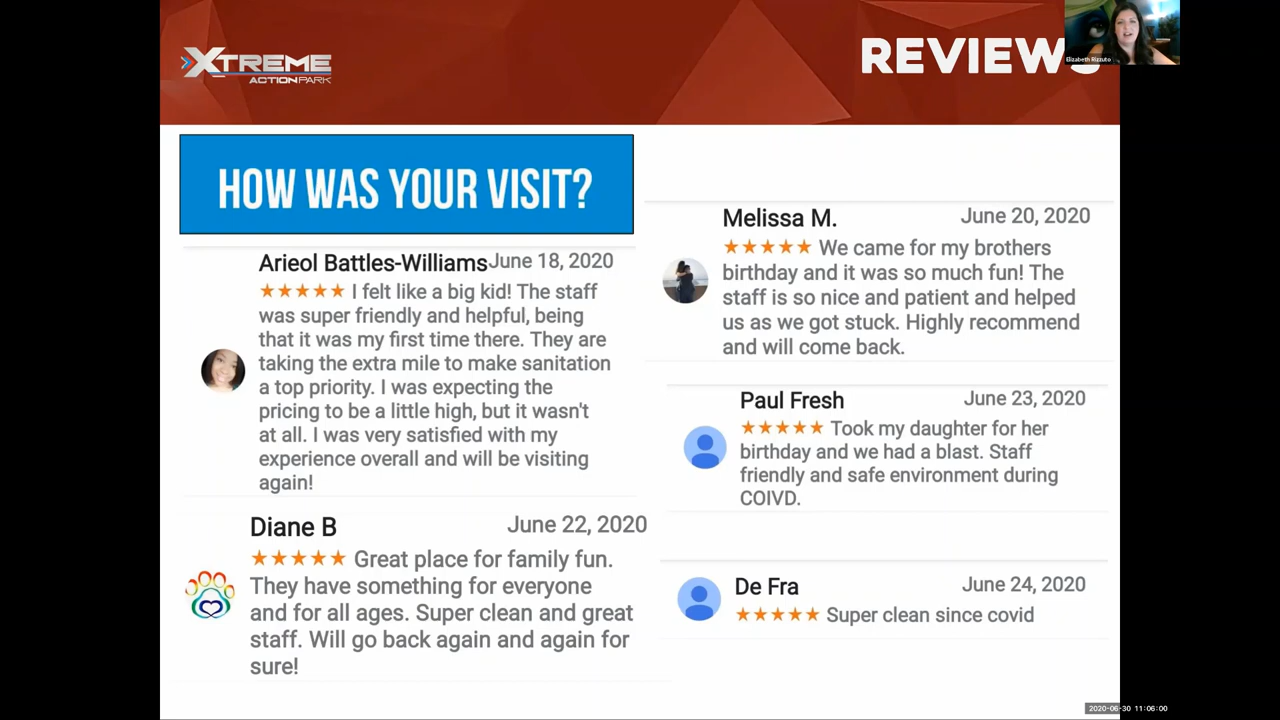 XTREME
ACTION PARK
REVIEWS
Elizabeth Rizzuto
HOW WAS YOUR VISIT?
Arieol Battles-Williams June 18, 2020
★★★★★ I felt like a big kid! The staff
was super friendly and helpful, being
that it was my first time there. They are
taking the extra mile to make sanitation
a top priority. I was expecting the
pricing to be a little high, but it wasn't
at all. I was very satisfied with my
experience overall and will be visiting
again!
Diane B June 22, 2020
★★★★★ Great place for family fun.
They have something for everyone
and for all ages. Super clean and great
staff. Will go back again and again for
sure!
Melissa M. June 20, 2020
★★★★★ We came for my brothers
birthday and it was so much fun! The
staff is so nice and patient and helped
us as we got stuck. Highly recommend
and will come back.
Paul Fresh June 23, 2020
★★★★★ Took my daughter for her
birthday and we had a blast. Staff
friendly and safe environment during
COIVD.
De Fra June 24, 2020
★★★★★ Super clean since covid
2020-06-30 11:06:00